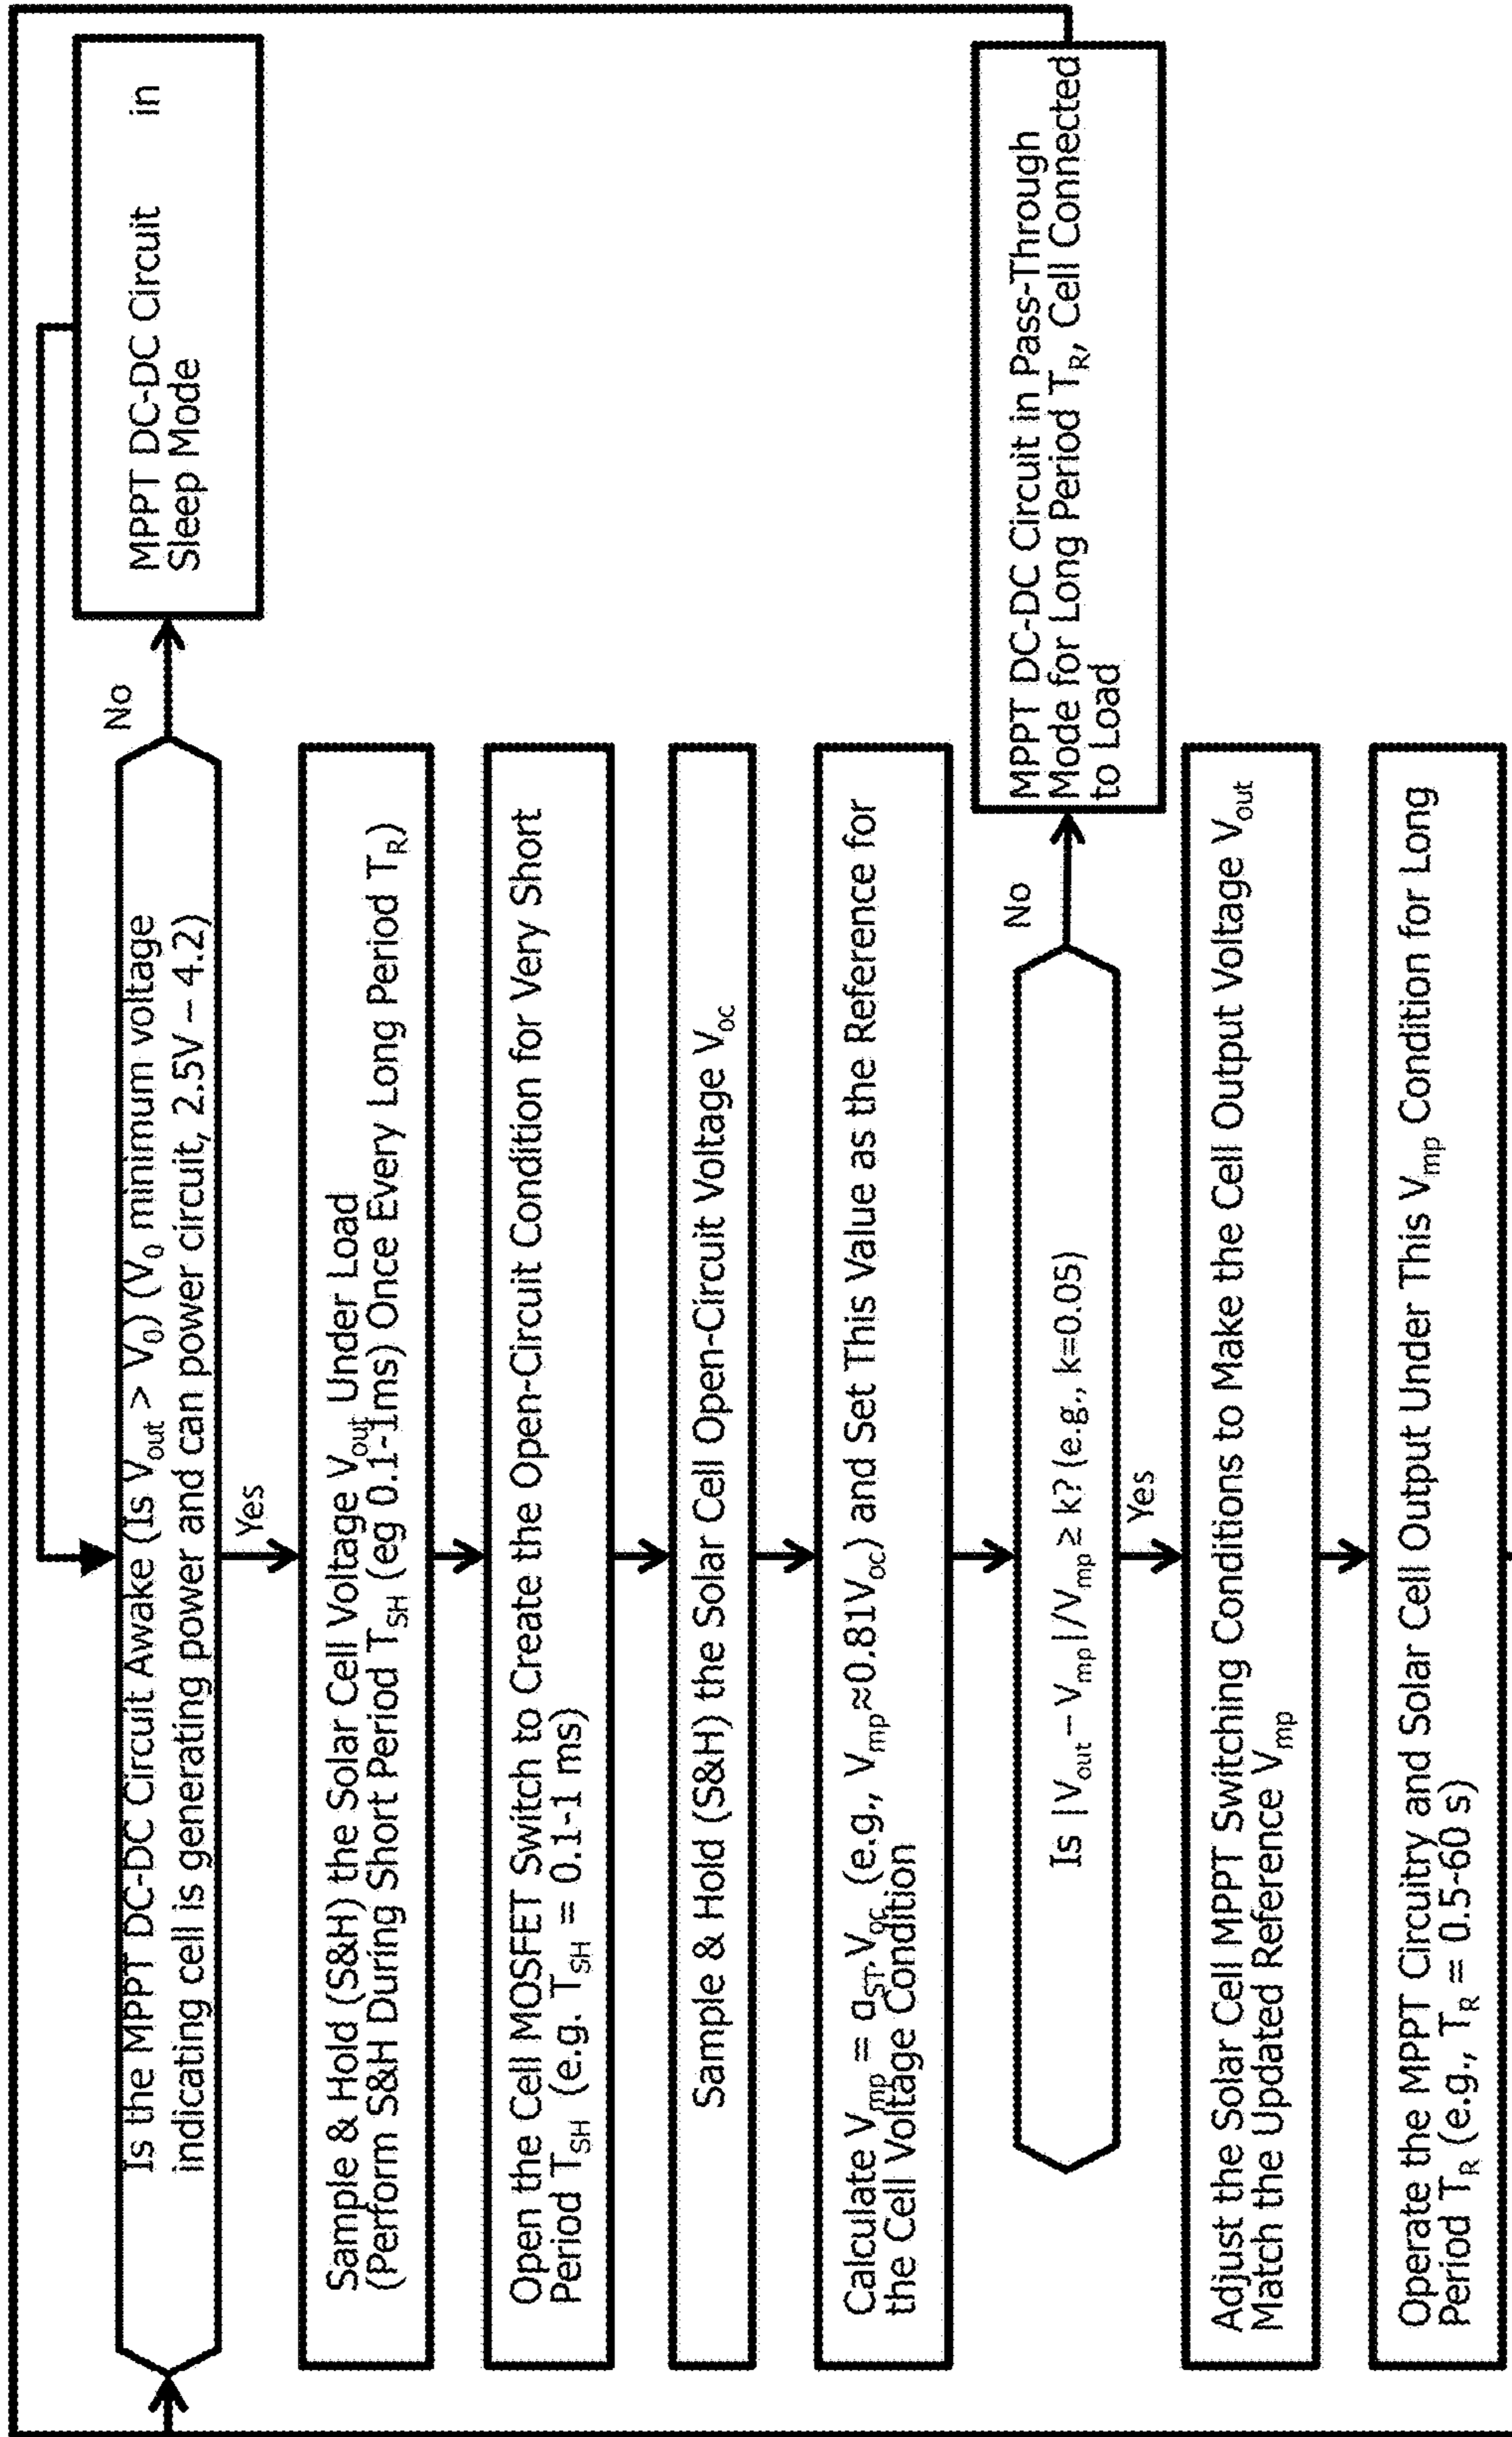 Is the MPPT DC-DC Circuit Awake (Is V_out > V_0) (V_0 minimum voltage
indicating cell is generating power and can power circuit, 2.5V – 4.2)
No
MPPT DC-DC Circuit in
Sleep Mode
Yes
Sample & Hold (S&H) the Solar Cell Voltage V_out Under Load
(Perform S&H During Short Period T_SH (eg 0.1~1ms) Once Every Long Period T_R)
Open the Cell MOSFET Switch to Create the Open-Circuit Condition for Very Short
Period T_SH (e.g. T_SH = 0.1-1 ms)
Sample & Hold (S&H) the Solar Cell Open-Circuit Voltage V_oc
Calculate V_mp = α_ST.V_oc (e.g., V_mp≈0.81V_oc) and Set This Value as the Reference for
the Cell Voltage Condition
Is |V_out – V_mp|/V_mp ≥ k? (e.g., k=0.05)
No
MPPT DC-DC Circuit in Pass-Through
Mode for Long Period T_R, Cell Connected
to Load
Yes
Adjust the Solar Cell MPPT Switching Conditions to Make the Cell Output Voltage V_out
Match the Updated Reference V_mp
Operate the MPPT Circuitry and Solar Cell Output Under This V_mp Condition for Long
Period T_R (e.g., T_R = 0.5-60 s)